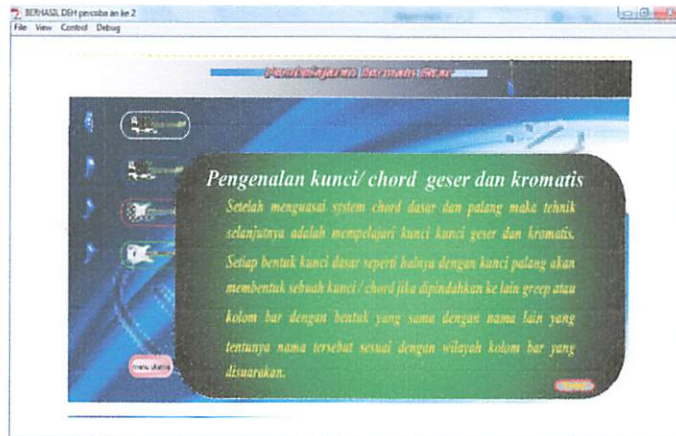 BERHASIL DEH percobaan ke 2
File View Control Debug
Pengenalan kunci/ chord geser dan kromatis
Setelah menguasai system chord dasar dan palang maka tehnik
selanjutnya adalah mempelajari kunci kunci geser dan kromatis.
Setiap bentuk kunci dasar seperti halnya dengan kunci palang akan
membentuk sebuah kunci / chord jika dipindahkan ke lain greep atau
kolom bar dengan bentuk yang sama dengan nama lain yang
tentunya nama tersebut sesuai dengan wilayah kolom bar yang
disuarakan.
menu utama